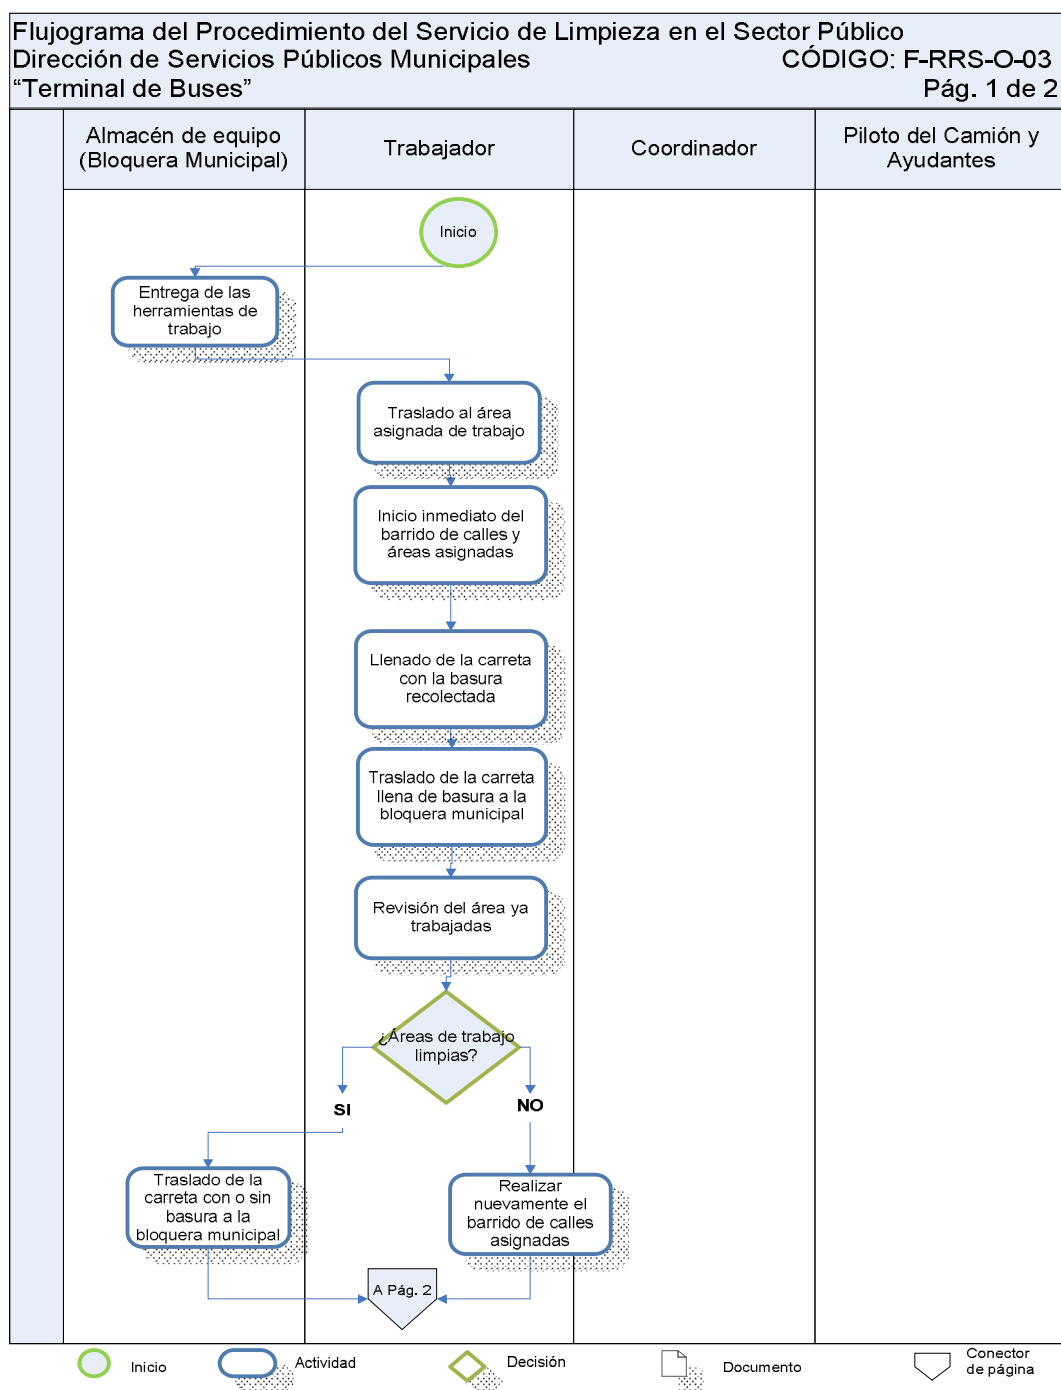 Flujograma del Procedimiento del Servicio de Limpieza en el Sector Público
Dirección de Servicios Públicos Municipales
CÓDIGO: F-RRS-O-03
“Terminal de Buses”
Pág. 1 de 2
Almacén de equipo
(Bloquera Municipal)
Trabajador
Coordinador
Piloto del Camión y
Ayudantes
Inicio
Entrega de las
herramientas de
trabajo
Traslado al área
asignada de trabajo
Inicio inmediato del
barrido de calles y
áreas asignadas
Llenado de la carreta
con la basura
recolectada
Traslado de la carreta
llena de basura a la
bloquera municipal
Revisión del área ya
trabajadas
¿Áreas de trabajo
limpias?
SI
NO
Traslado de la
carreta con o sin
basura a la
bloquera municipal
Realizar
nuevamente el
barrido de calles
asignadas
A Pág. 2
Inicio
Actividad
Decisión
Documento
Conector
de página